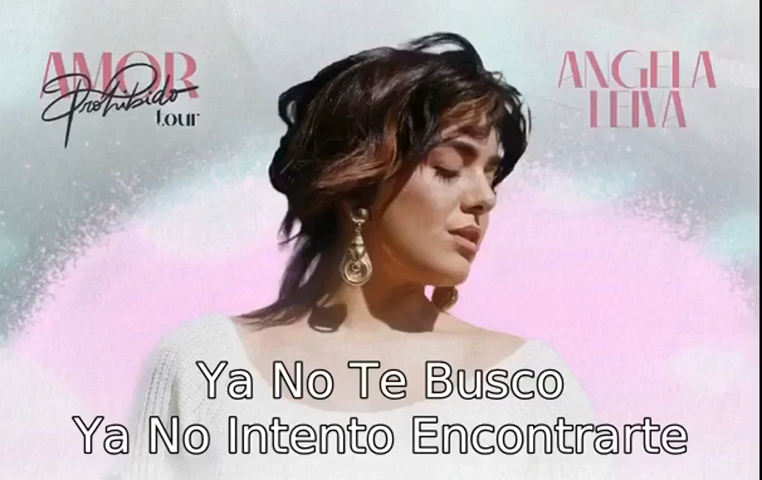 AMOR
Prohibido
tour
ANGELA
LEIVA
Ya No Te Busco
Ya No Intento Encontrarte